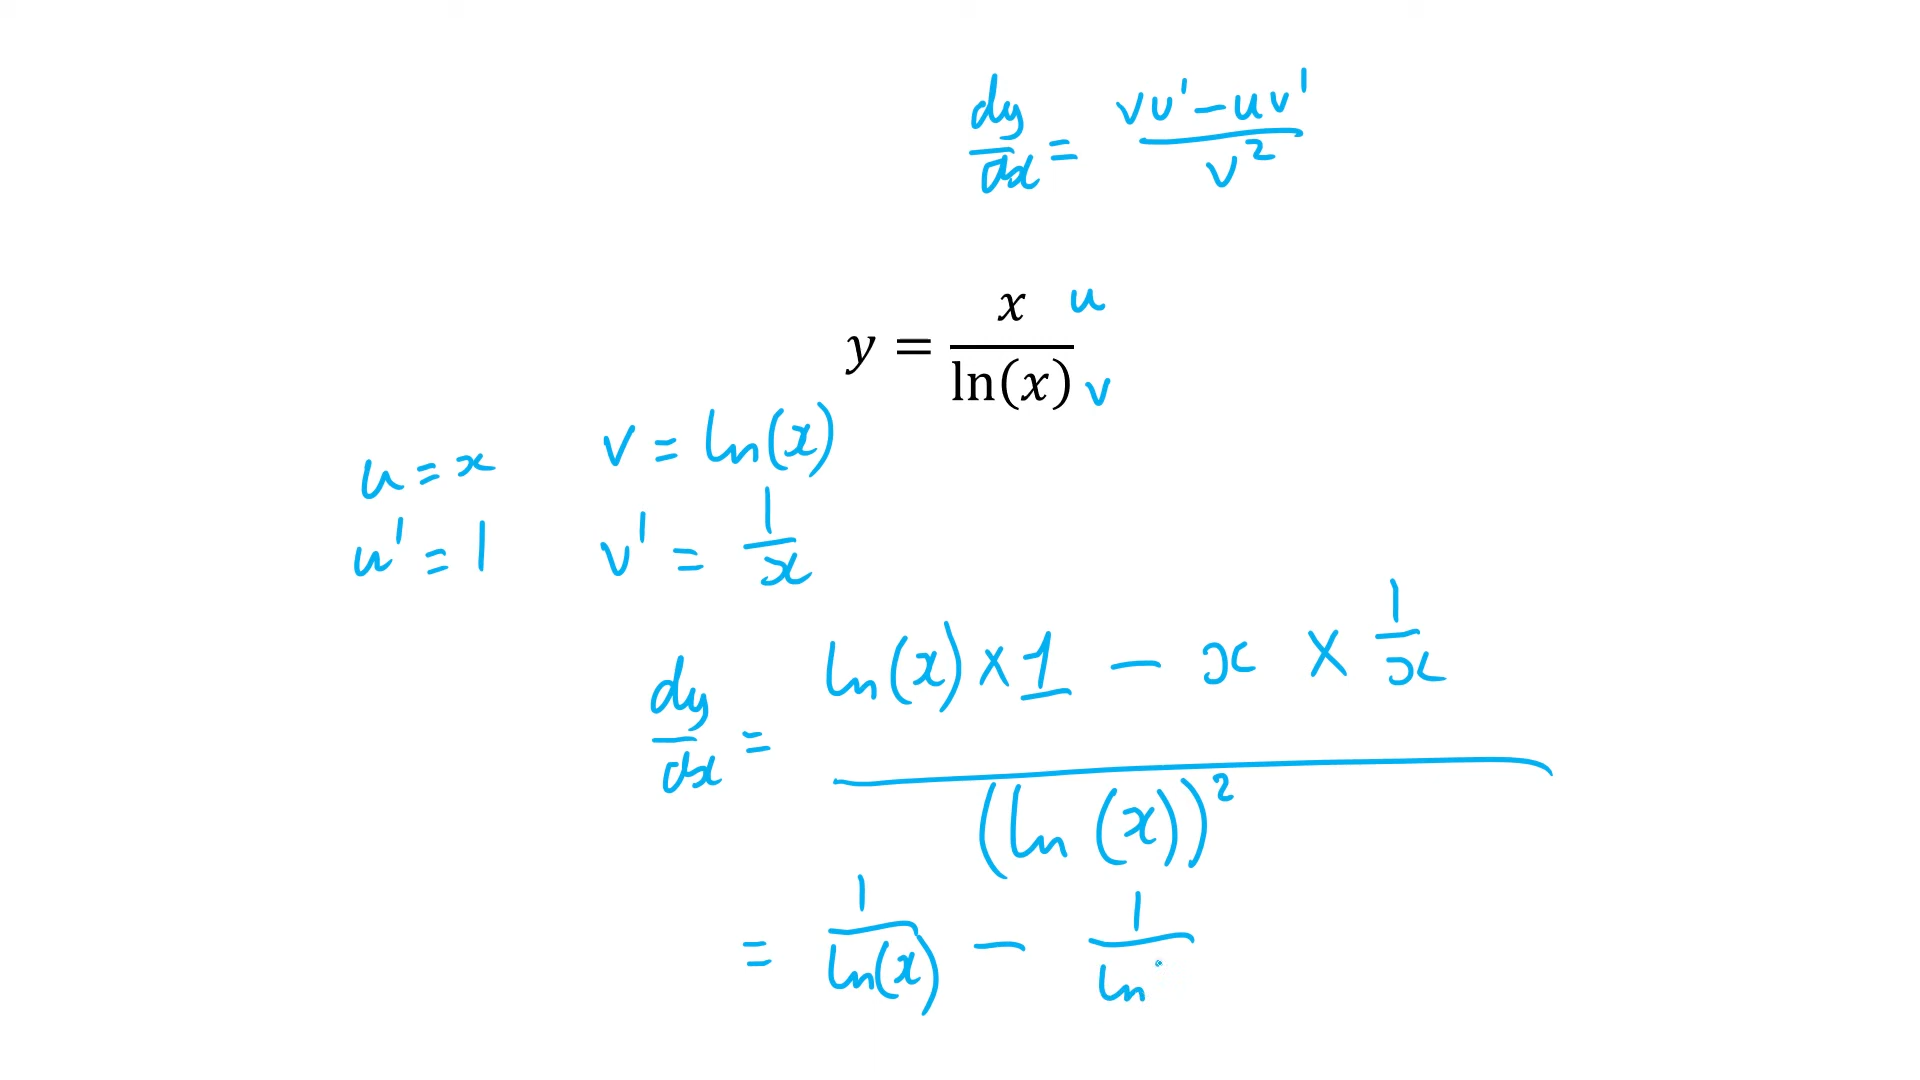 dy/dx = (vu' - uv')/v²
y = x/ln(x) u v
u = x v = ln(x)
u' = 1 v' = 1/x
dy/dx = (ln(x) × 1 - x × 1/x)/(ln(x))²
= 1/ln(x) - 1/ln